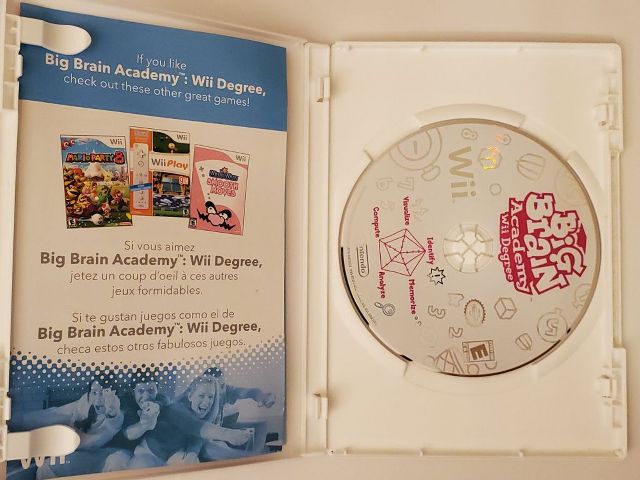 If you like
Big Brain Academy™: Wii Degree,
check out these other great games!
Wii
MARIO PARTY 8
Wii
Wii Play
Wii
SMOOTH MOVES
Si vous aimez
Big Brain Academy™: Wii Degree,
jetez un coup d'oeil à ces autres
jeux formidables.
Si te gustan juegos como el de
Big Brain Academy™: Wii Degree,
checa estos otros fabulosos juegos.
Wii
Wii
BiG BRaiN
Academy
Wii Degree
Identify
Memorize
Analyze
Compute
Visualize
Nintendo
E